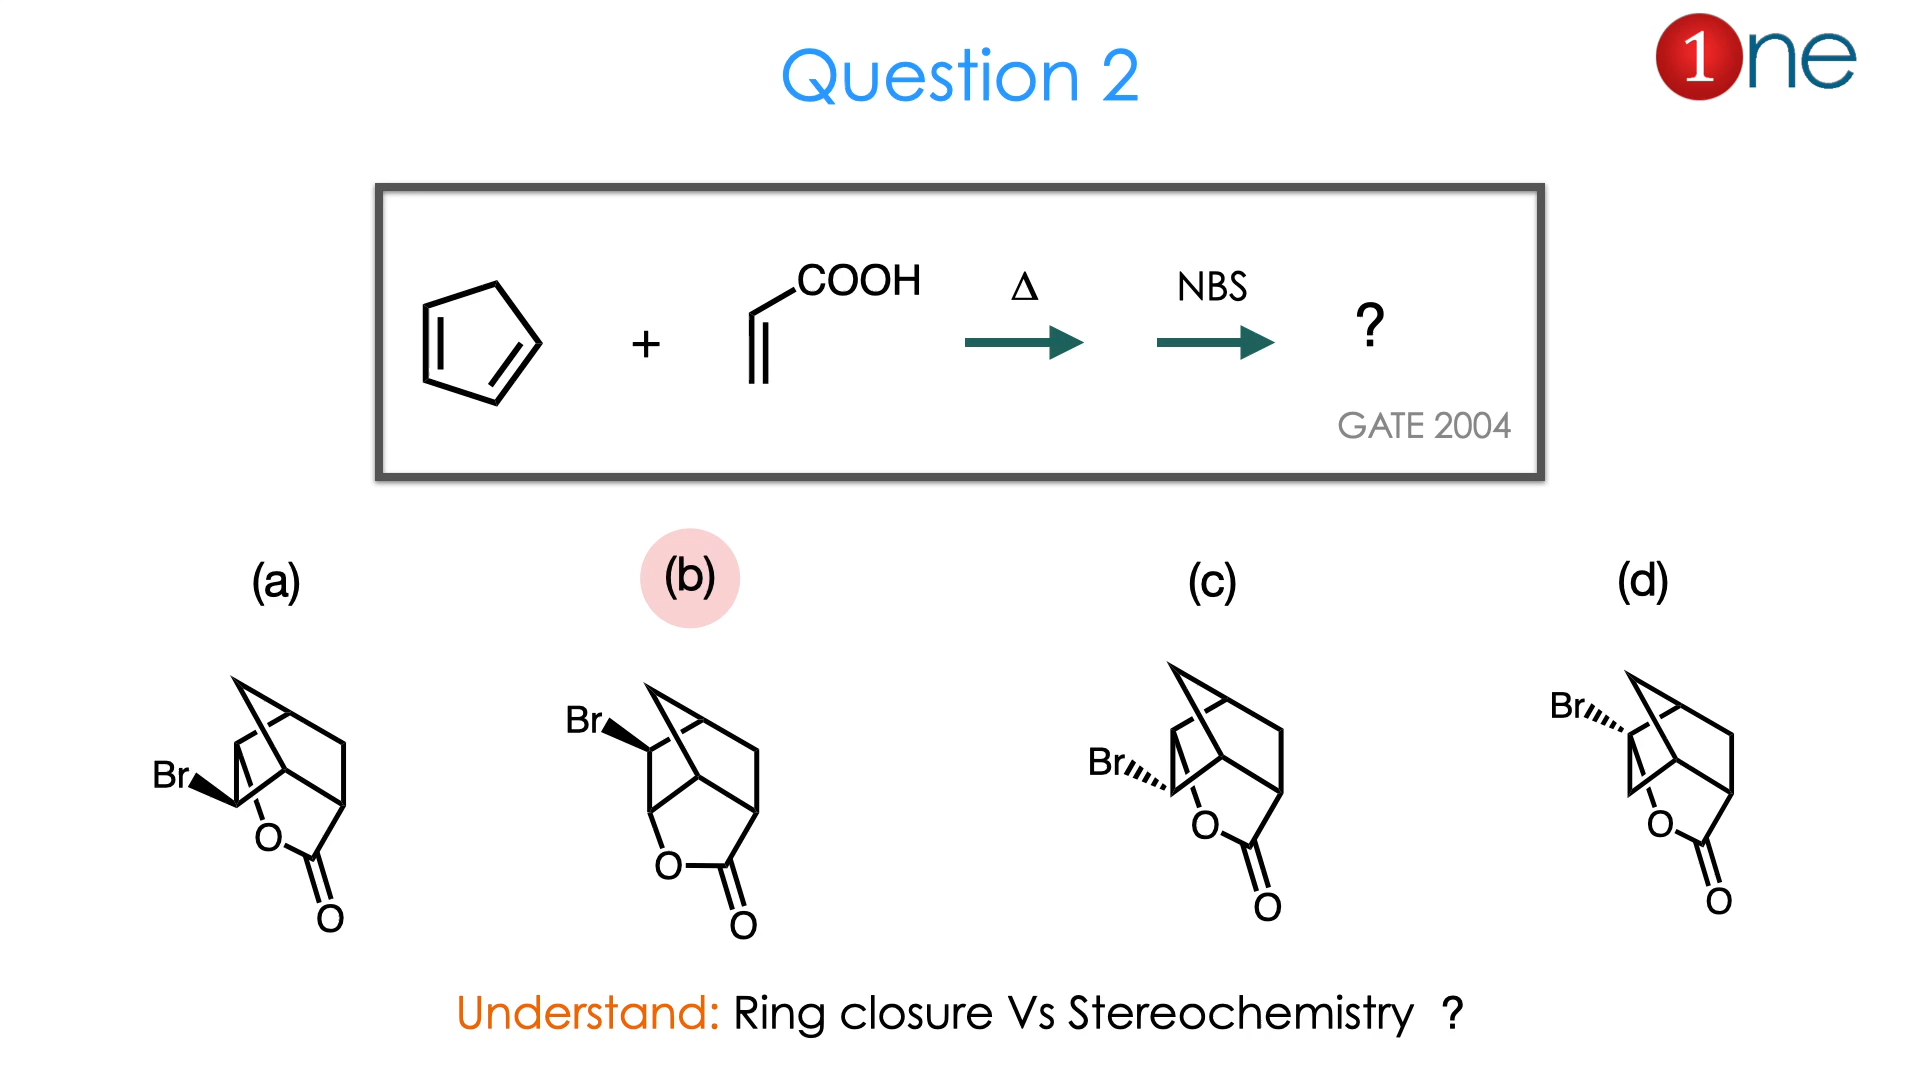 Question 2
1ne
COOH
Δ
NBS
+
?
GATE 2004
(a)
(b)
(c)
(d)
Br
O
O
Br
O
O
Br
O
O
Br
O
O
Understand: Ring closure Vs Stereochemistry ?